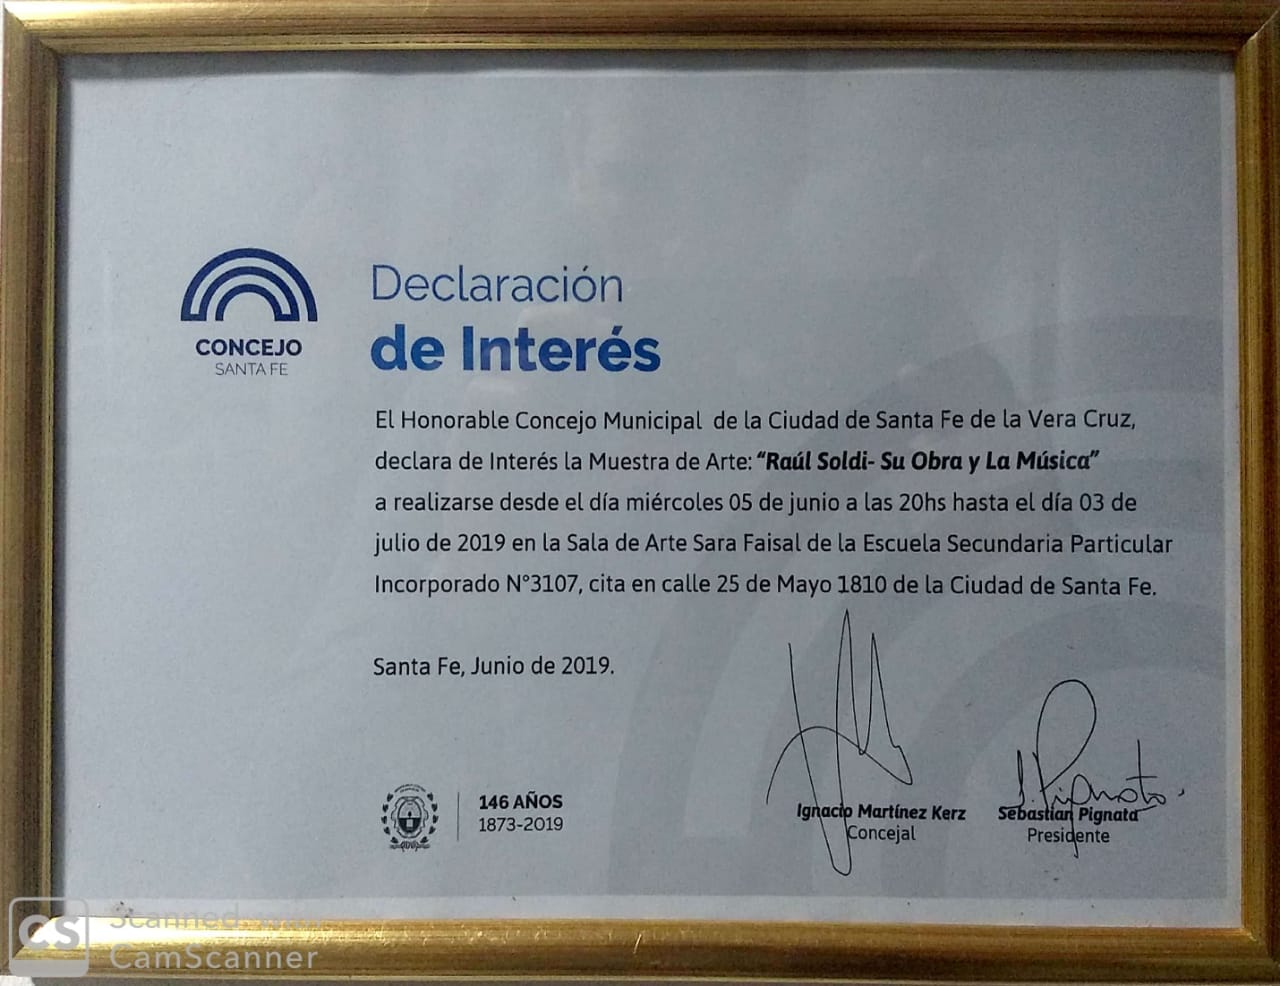 CONCEJO
SANTA FE
Declaración
de Interés
El Honorable Concejo Municipal de la Ciudad de Santa Fe de la Vera Cruz,
declara de Interés la Muestra de Arte: “Raúl Soldi- Su Obra y La Música”
a realizarse desde el día miércoles 05 de junio a las 20hs hasta el día 03 de
julio de 2019 en la Sala de Arte Sara Faisal de la Escuela Secundaria Particular
Incorporado N°3107, cita en calle 25 de Mayo 1810 de la Ciudad de Santa Fe.
Santa Fe, Junio de 2019.
146 AÑOS
1873-2019
S. Pignata.
Ignacio Martínez Kerz
Concejal
Sebastián Pignata
Presidente
CS
Scanned with
CamScanner